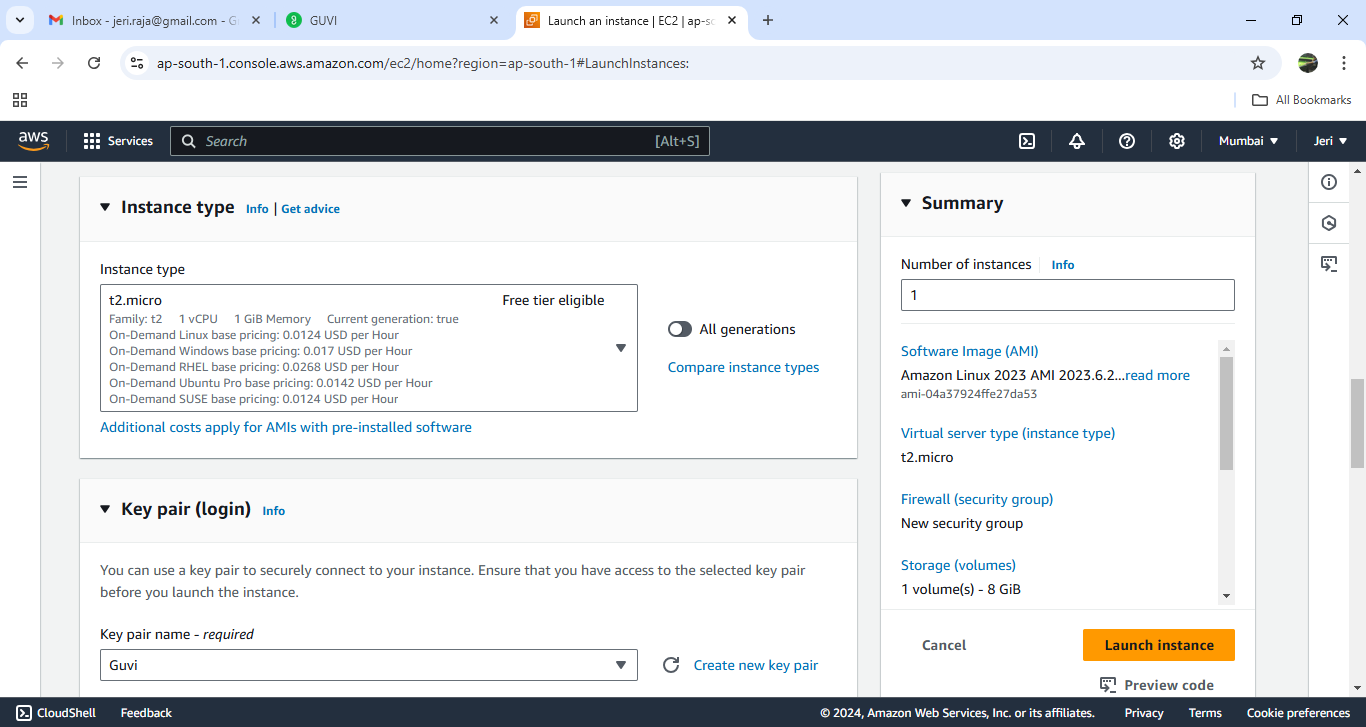 Inbox - jeri.raja@gmail.com - G
GUVI
Launch an instance | EC2 | ap-so
ap-south-1.console.aws.amazon.com/ec2/home?region=ap-south-1#LaunchInstances:
All Bookmarks
aws
Services
Search
[Alt+S]
Mumbai
Jeri
Instance type Info | Get advice
Instance type
t2.micro Free tier eligible
Family: t2 1 vCPU 1 GiB Memory Current generation: true
On-Demand Linux base pricing: 0.0124 USD per Hour
On-Demand Windows base pricing: 0.017 USD per Hour
On-Demand RHEL base pricing: 0.0268 USD per Hour
On-Demand Ubuntu Pro base pricing: 0.0142 USD per Hour
On-Demand SUSE base pricing: 0.0124 USD per Hour
All generations
Compare instance types
Additional costs apply for AMIs with pre-installed software
Key pair (login) Info
You can use a key pair to securely connect to your instance. Ensure that you have access to the selected key pair
before you launch the instance.
Key pair name - required
Guvi
Create new key pair
Summary
Number of instances Info
1
Software Image (AMI)
Amazon Linux 2023 AMI 2023.6.2...read more
ami-04a37924ffe27da53
Virtual server type (instance type)
t2.micro
Firewall (security group)
New security group
Storage (volumes)
1 volume(s) - 8 GiB
Cancel
Launch instance
Preview code
CloudShell
Feedback
© 2024, Amazon Web Services, Inc. or its affiliates.
Privacy
Terms
Cookie preferences